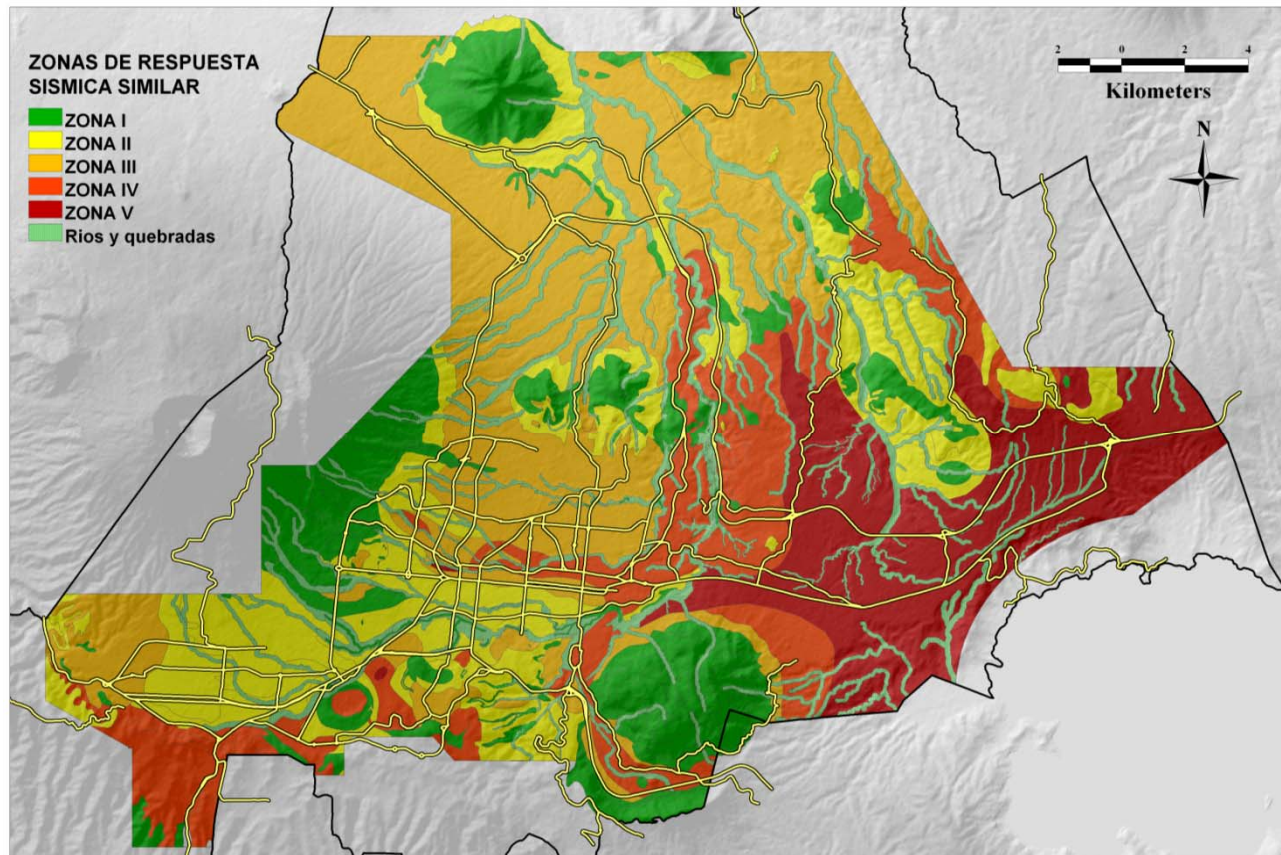 ZONAS DE RESPUESTA
SISMICA SIMILAR
ZONA I
ZONA II
ZONA III
ZONA IV
ZONA V
Rios y quebradas
2 0 2 4
Kilometers
N